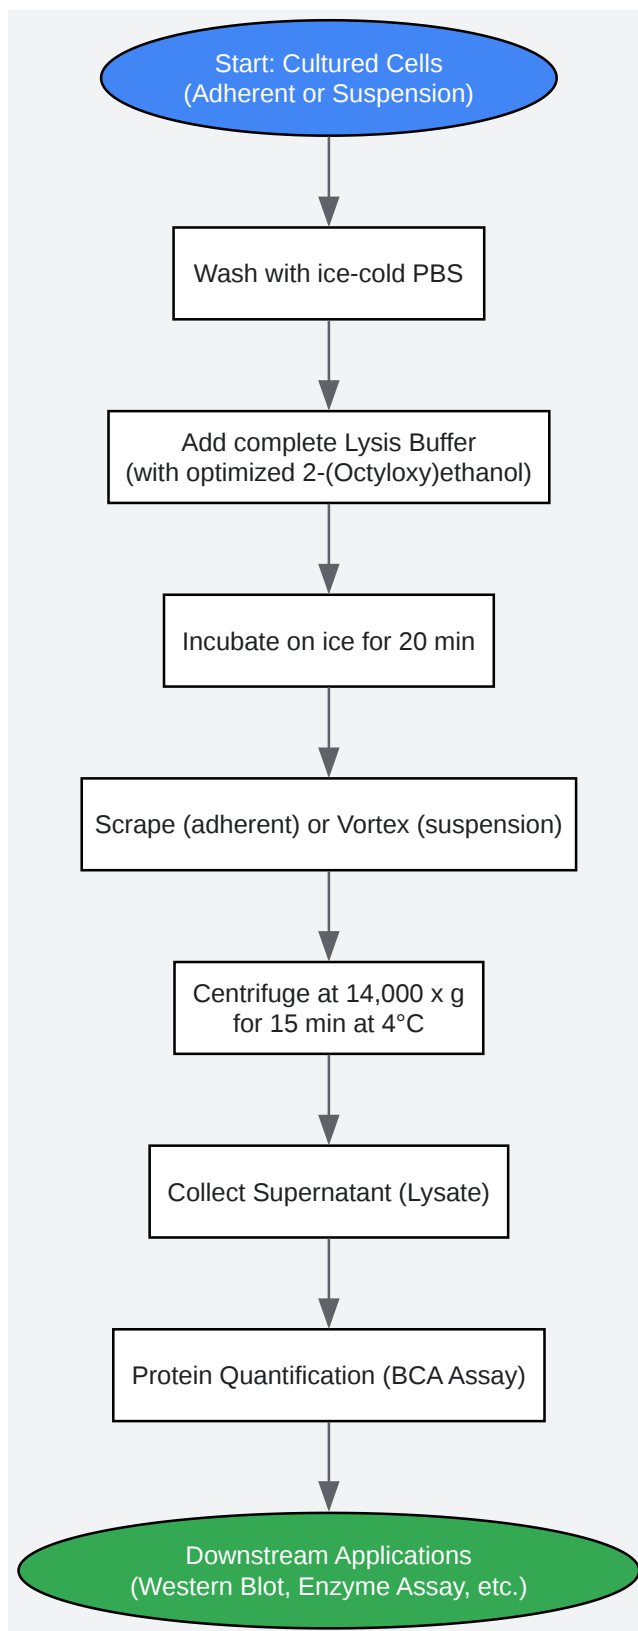 Start: Cultured Cells
(Adherent or Suspension)
Wash with ice-cold PBS
Add complete Lysis Buffer
(with optimized 2-(Octyloxy)ethanol)
Incubate on ice for 20 min
Scrape (adherent) or Vortex (suspension)
Centrifuge at 14,000 x g
for 15 min at 4°C
Collect Supernatant (Lysate)
Protein Quantification (BCA Assay)
Downstream Applications
(Western Blot, Enzyme Assay, etc.)